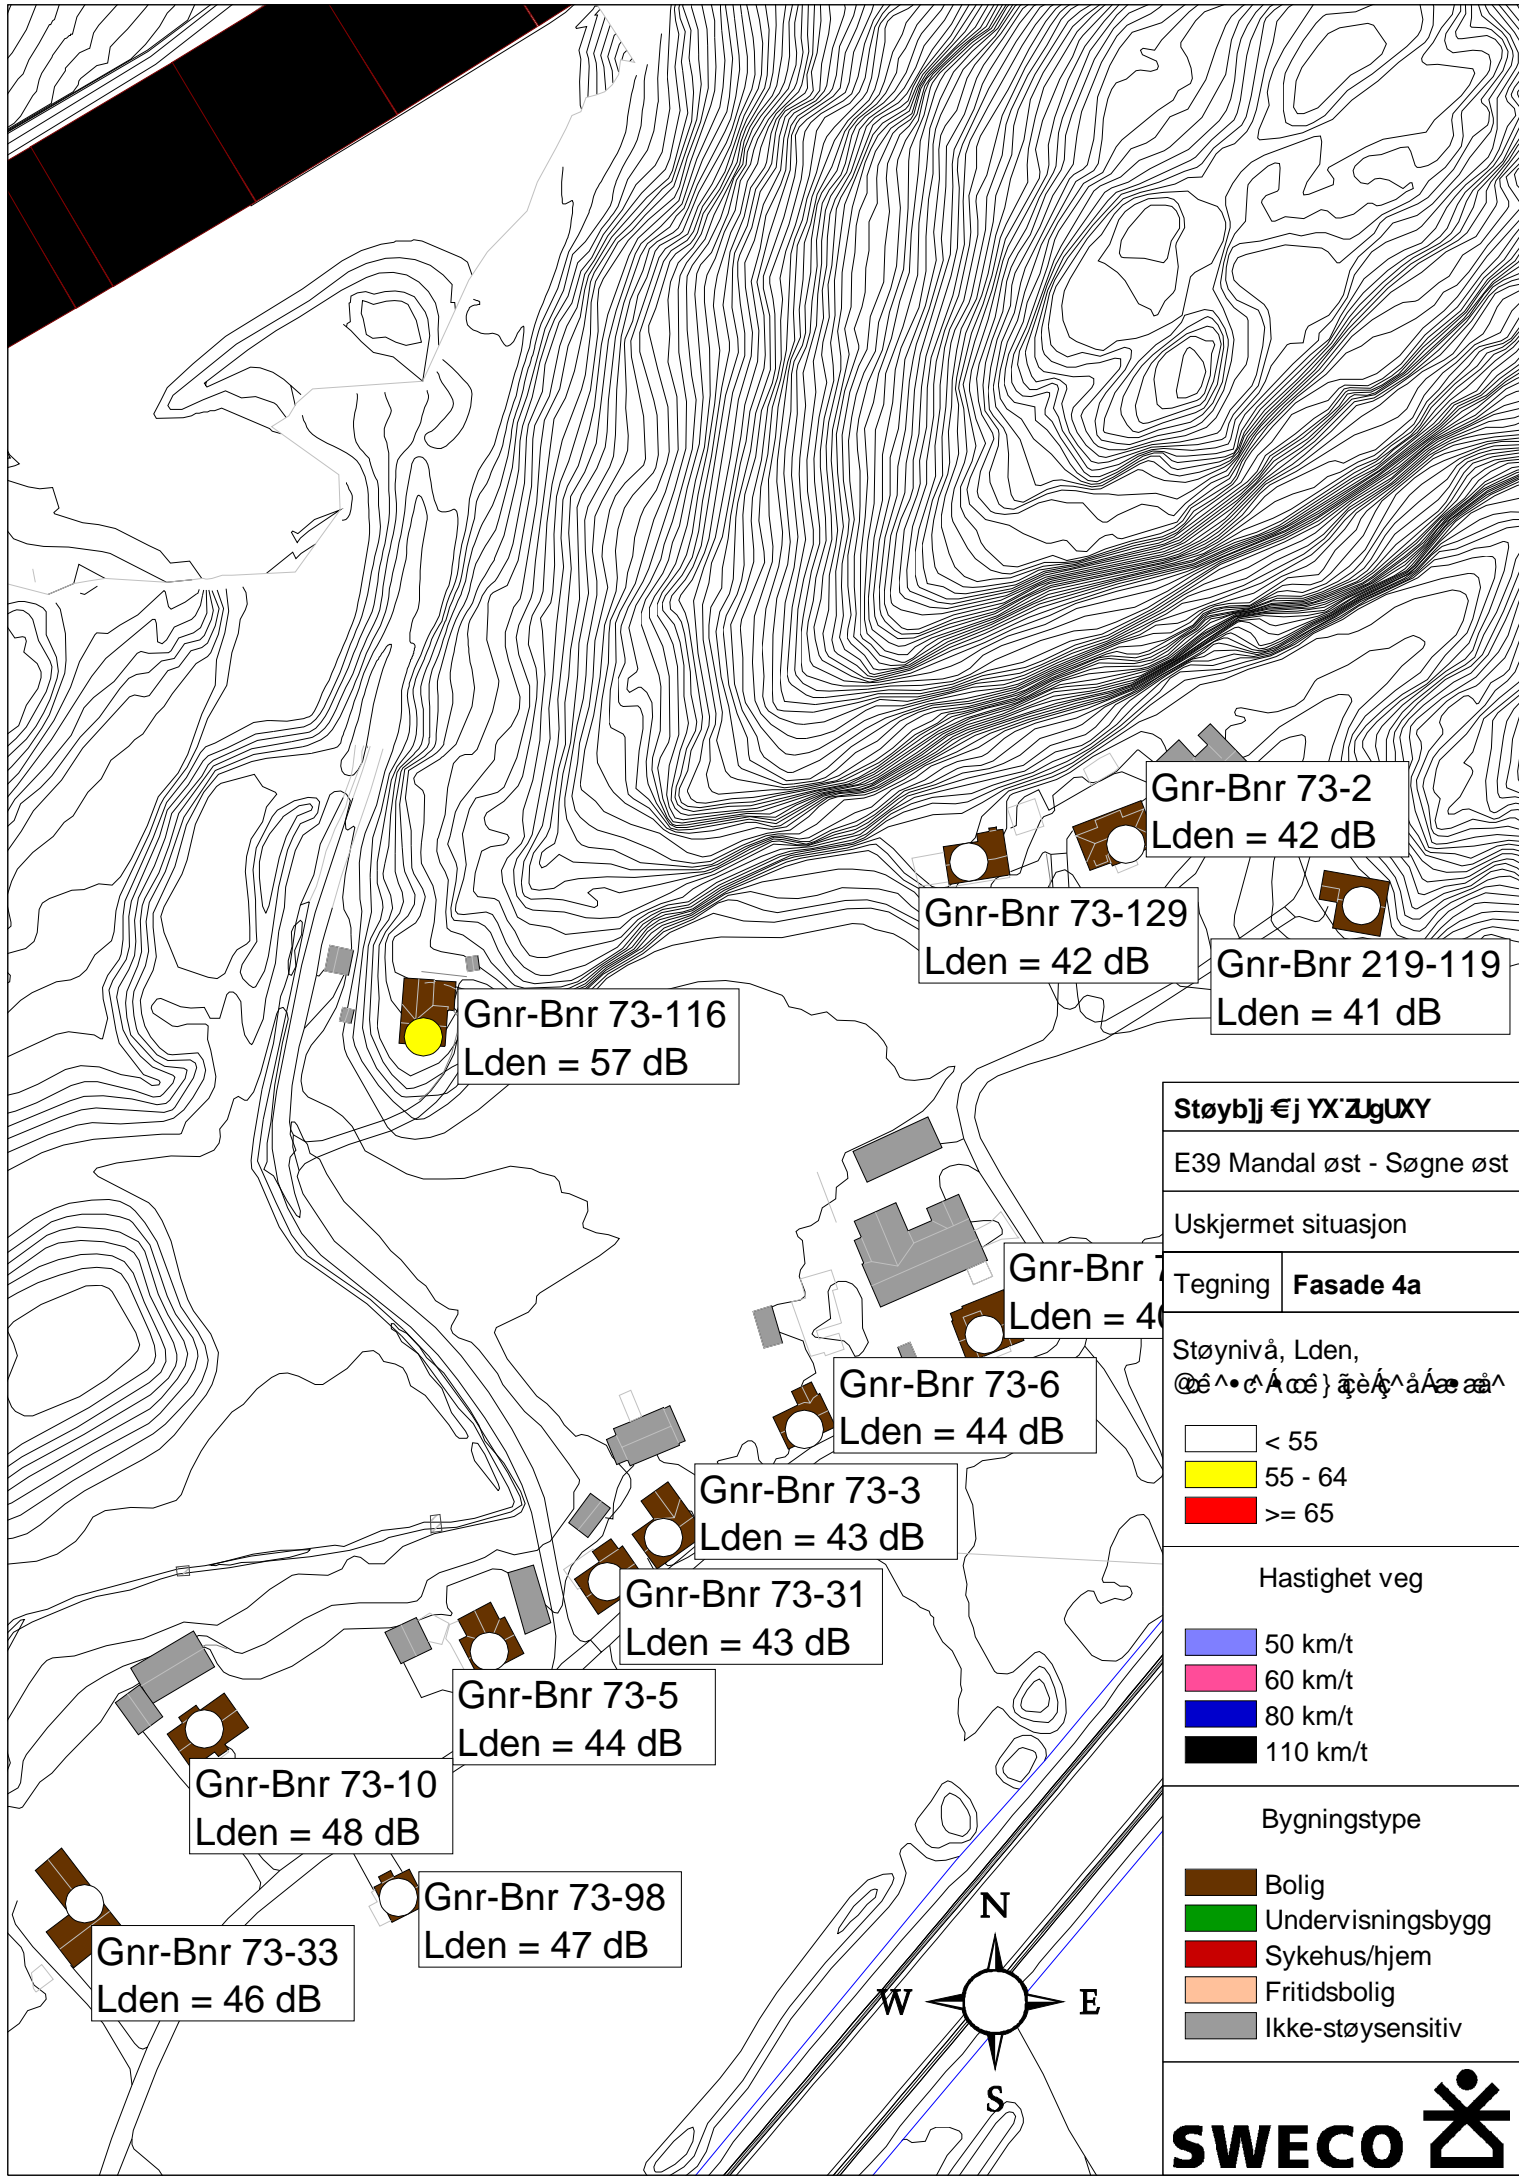 Gnr-Bnr 73-2
Lden = 42 dB
Gnr-Bnr 73-129
Lden = 42 dB
Gnr-Bnr 219-119
Lden = 41 dB
Gnr-Bnr 73-116
Lden = 57 dB
Gnr-Bnr
Lden =
Gnr-Bnr 73-6
Lden = 44 dB
Gnr-Bnr 73-3
Lden = 43 dB
Gnr-Bnr 73-31
Lden = 43 dB
Gnr-Bnr 73-5
Lden = 44 dB
Gnr-Bnr 73-10
Lden = 48 dB
Gnr-Bnr 73-98
Lden = 47 dB
Gnr-Bnr 73-33
Lden = 46 dB
N
W
E
S
E39 Mandal øst - Søgne øst
Uskjermet situasjon
Tegning Fasade 4a
Støynivå, Lden,
< 55
55 - 64
>= 65
Hastighet veg
50 km/t
60 km/t
80 km/t
110 km/t
Bygningstype
Bolig
Undervisningsbygg
Sykehus/hjem
Fritidsbolig
Ikke-støysensitiv
SWECO